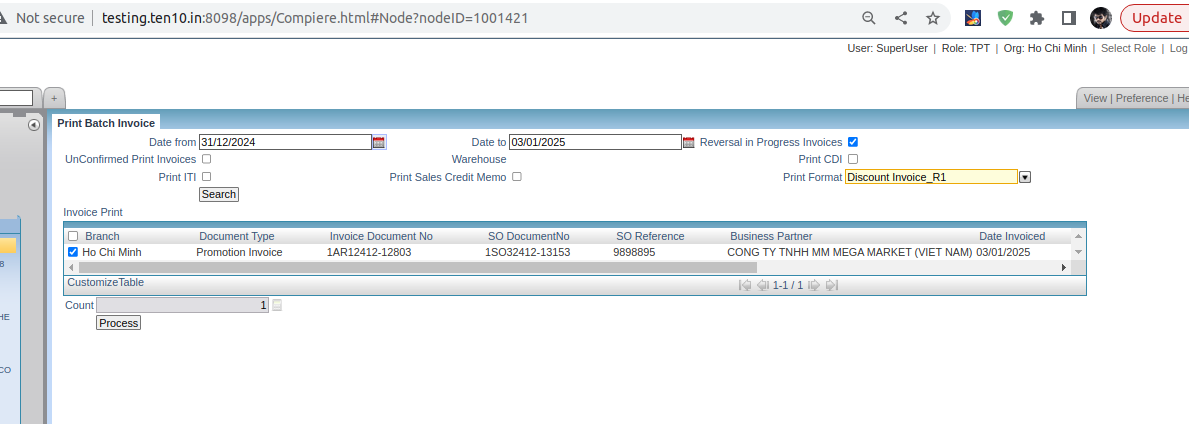 Not secure | testing.ten10.in:8098/apps/Compiere.html#Node?nodeID=1001421 Update
User: SuperUser | Role: TPT | Org: Ho Chi Minh | Select Role | Log
+ View | Preference | He
Print Batch Invoice
Date from 31/12/2024 Date to 03/01/2025 Reversal in Progress Invoices
UnConfirmed Print Invoices Warehouse Print CDI
Print ITI Print Sales Credit Memo Print Format Discount Invoice_R1
Search
Invoice Print
Branch Document Type Invoice Document No SO DocumentNo SO Reference Business Partner Date Invoiced
Ho Chi Minh Promotion Invoice 1AR12412-12803 1SO32412-13153 9898895 CONG TY TNHH MM MEGA MARKET (VIET NAM) 03/01/2025
8
CustomizeTable 1-1 / 1
Count 1
HE
Process
CO